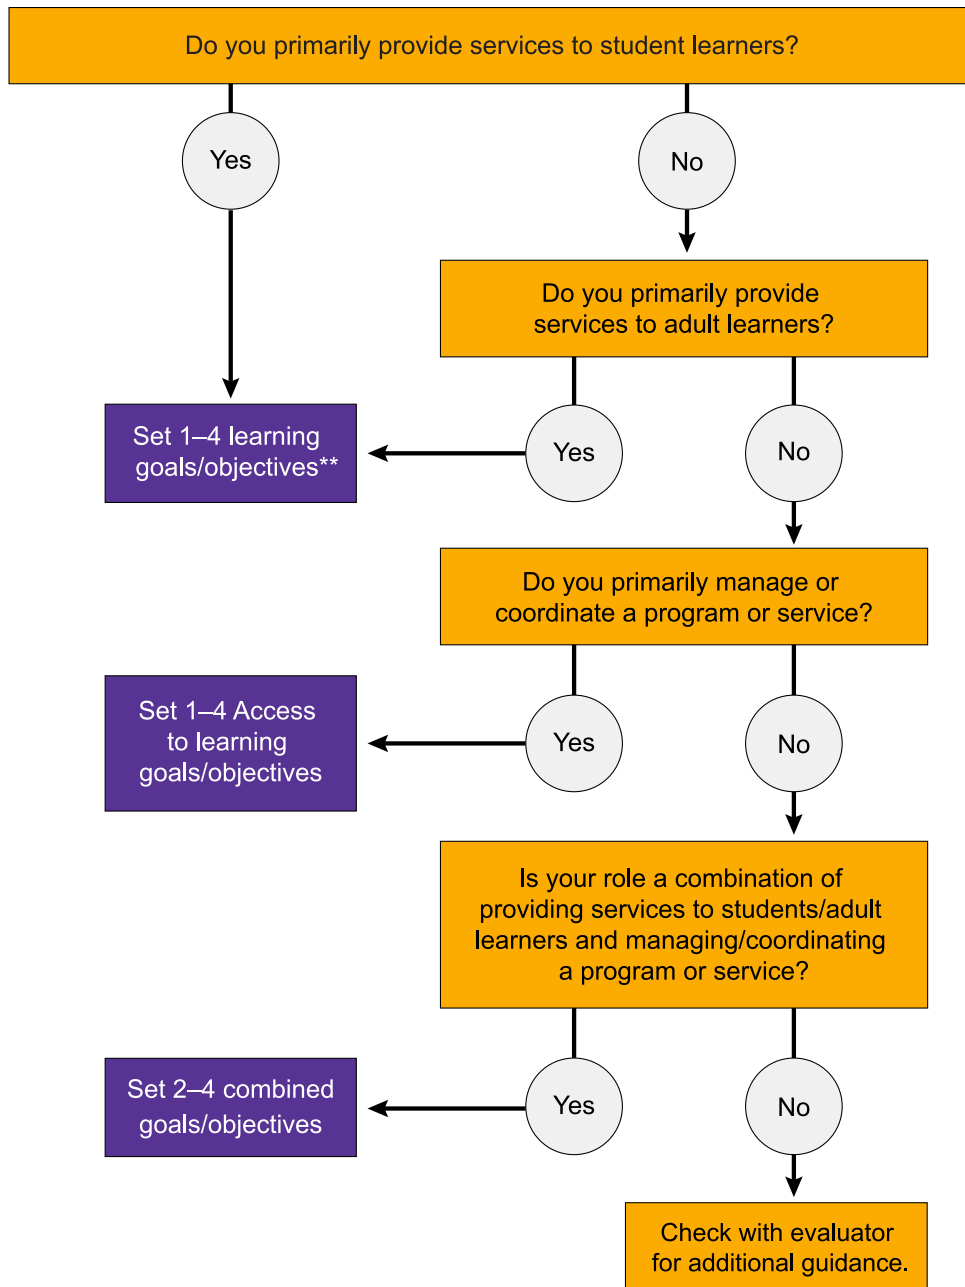 Do you primarily provide services to student learners?
Yes
No
Do you primarily provide
services to adult learners?
Set 1–4 learning
goals/objectives**
Yes
No
Do you primarily manage or
coordinate a program or service?
Set 1–4 Access
to learning
goals/objectives
Yes
No
Is your role a combination of
providing services to students/adult
learners and managing/coordinating
a program or service?
Set 2–4 combined
goals/objectives
Yes
No
Check with evaluator
for additional guidance.